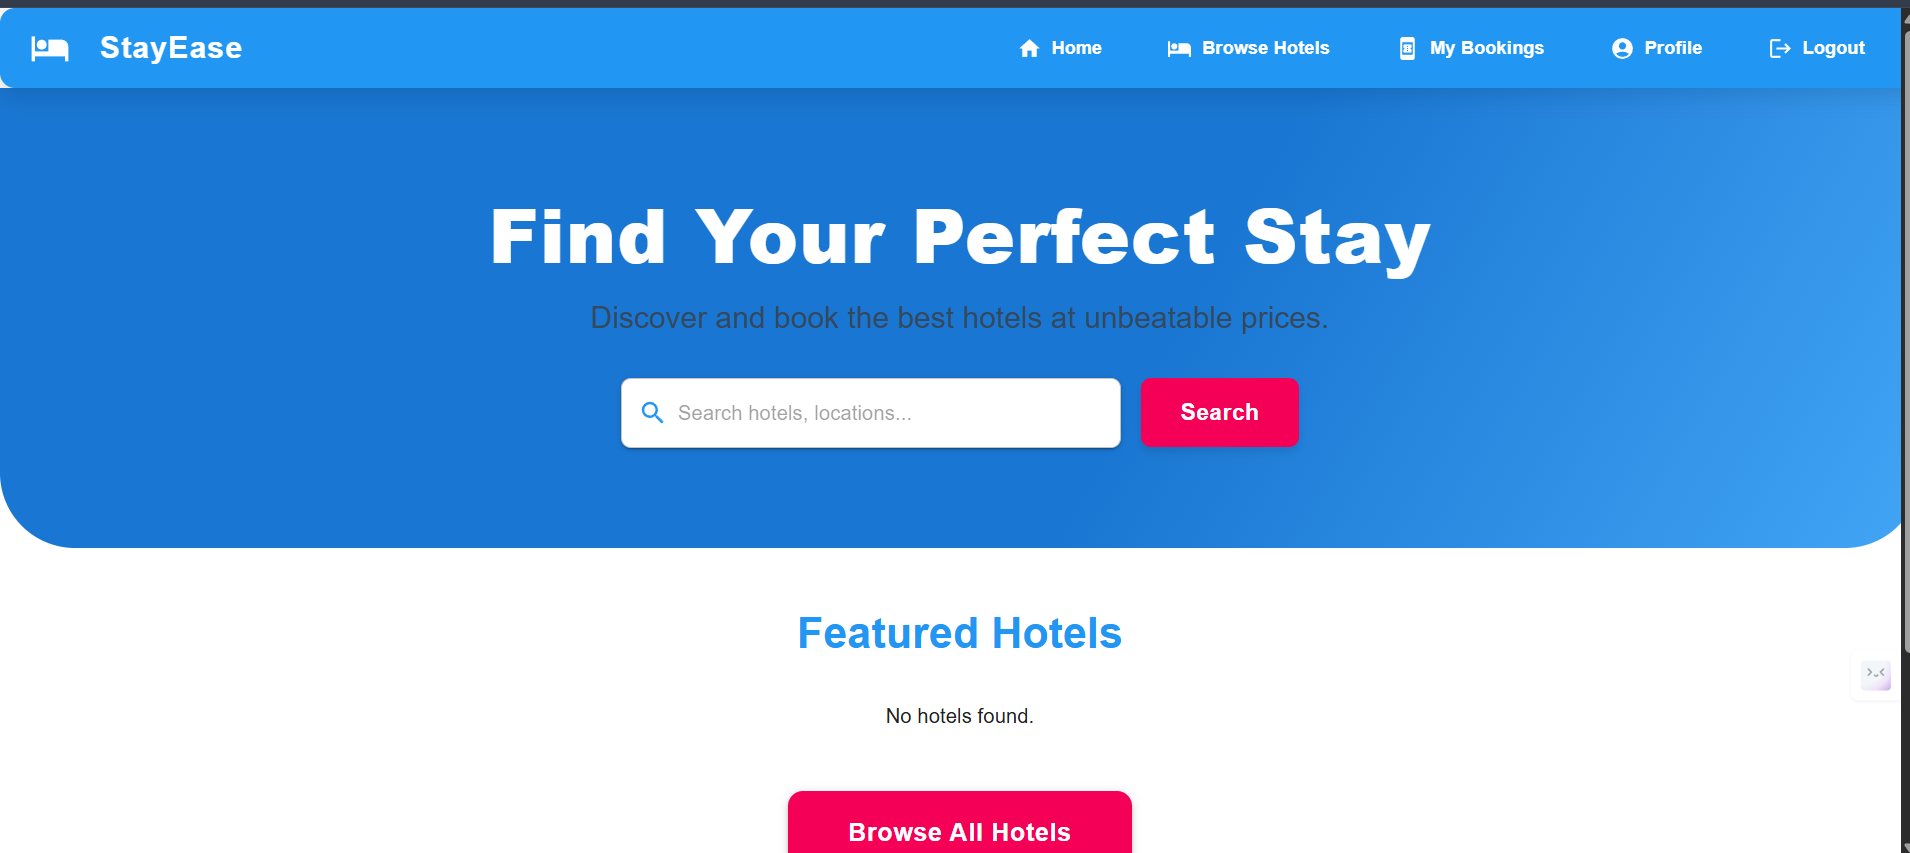 StayEase
Home
Browse Hotels
My Bookings
Profile
Logout
Find Your Perfect Stay
Discover and book the best hotels at unbeatable prices.
Search hotels, locations...
Search
Featured Hotels
No hotels found.
Browse All Hotels